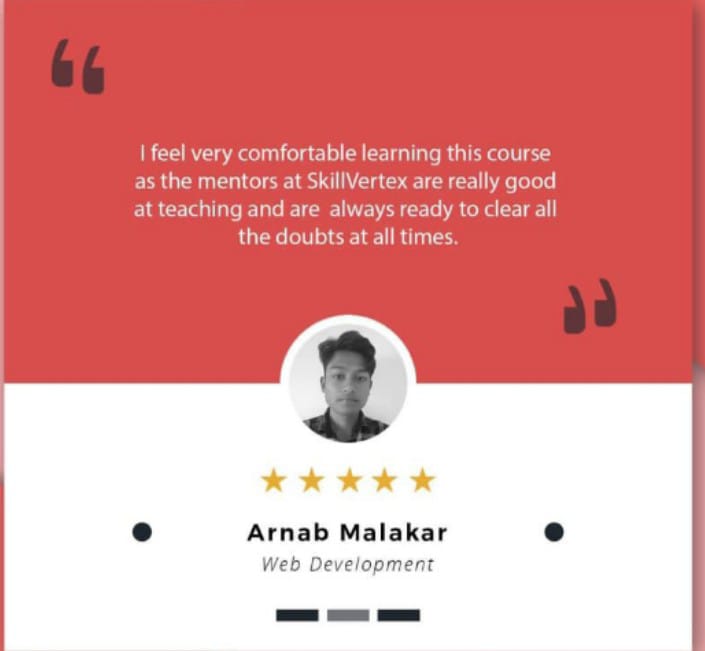 I feel very comfortable learning this course
as the mentors at SkillVertex are really good
at teaching and are always ready to clear all
the doubts at all times.
Arnab Malakar
Web Development